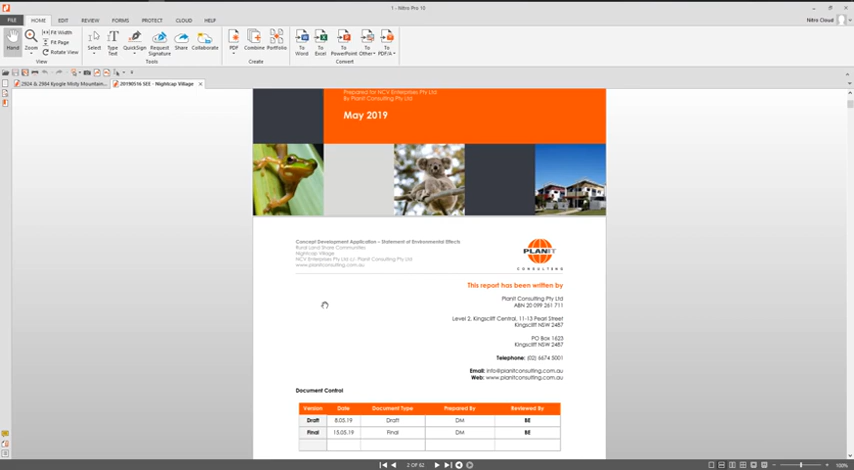 1 - Nitro Pro 10
FILE HOME EDIT REVIEW FORMS PROTECT CLOUD HELP
Nitro Cloud
Hand
Zoom
Fit Width
Fit Page
Rotate View
View
Select
Type Text
QuickSign
Request Signature
Share
Collaborate
Tools
PDF
Combine
Portfolio
Create
To Word
To Excel
To PowerPoint
To Other
To PDF/A
Convert
2924 & 2984 Kyogle Misty Mountain...
20190516 SEE - Nightcap Village
Prepared for NCV Enterprises Pty Ltd
By Planit Consulting Pty Ltd
May 2019
Concept Development Application – Statement of Environmental Effects
Rural Land Share Communities
Nightcap Village
NCV Enterprises Pty Ltd c/- Planit Consulting Pty Ltd
www.planitconsulting.com.au
PLANIT
CONSULTING
This report has been written by
Planit Consulting Pty Ltd
ABN 20 099 261 711
Level 2, Kingscliff Central, 11-13 Pearl Street
Kingscliff NSW 2487
PO Box 1623
Kingscliff NSW 2487
Telephone: (02) 6674 5001
Email: info@planitconsulting.com.au
Web: www.planitconsulting.com.au
Document Control
Version Date Document Type Prepared By Reviewed By
Draft 8.05.19 Draft DM BE
Final 15.05.19 Final DM BE
2 OF 62
100%